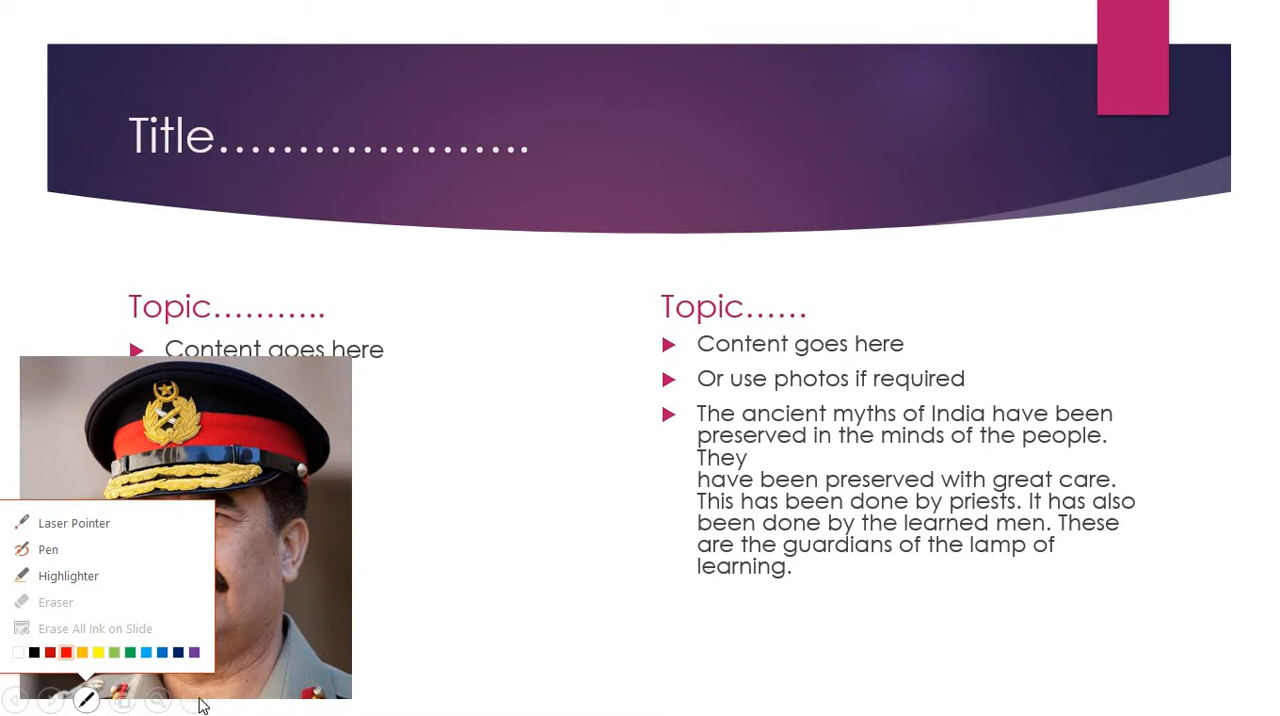 Title………………….
Topic………..
Content goes here
Topic……
Content goes here
Or use photos if required
The ancient myths of India have been
preserved in the minds of the people.
They
have been preserved with great care.
This has been done by priests. It has also
been done by the learned men. These
are the guardians of the lamp of
learning.
Laser Pointer
Pen
Highlighter
Eraser
Erase All Ink on Slide